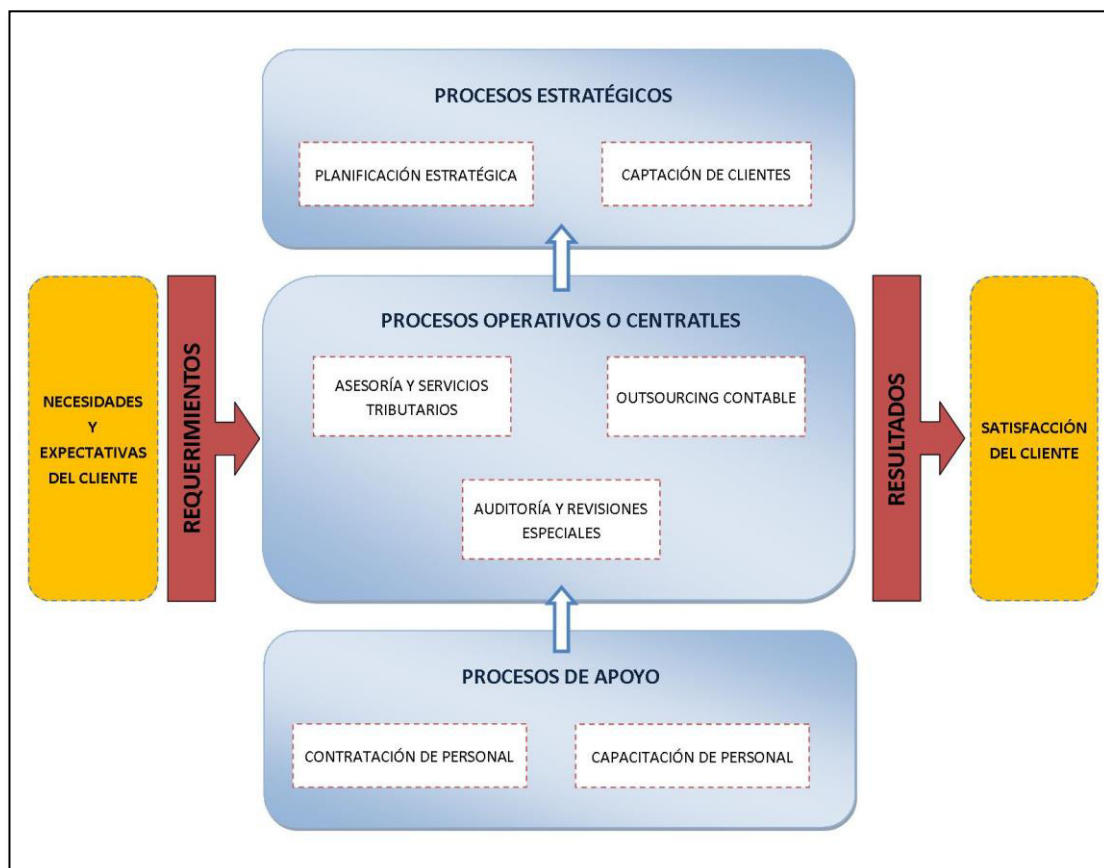 PROCESOS ESTRATÉGICOS
PLANIFICACIÓN ESTRATÉGICA
CAPTACIÓN DE CLIENTES
NECESIDADES
Y
EXPECTATIVAS
DEL CLIENTE
REQUERIMIENTOS
PROCESOS OPERATIVOS O CENTRATLES
ASESORÍA Y SERVICIOS
TRIBUTARIOS
OUTSOURCING CONTABLE
AUDITORÍA Y REVISIONES
ESPECIALES
RESULTADOS
SATISFACCIÓN
DEL CLIENTE
PROCESOS DE APOYO
CONTRATACIÓN DE PERSONAL
CAPACITACIÓN DE PERSONAL